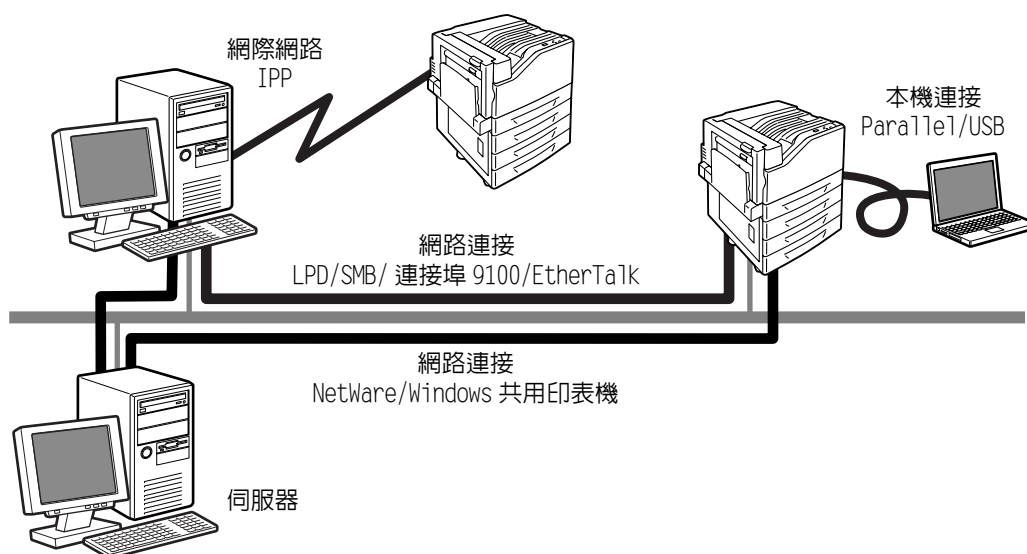 網際網路
IPP
本機連接
Parallel/USB
網路連接
LPD/SMB/ 連接埠 9100/EtherTalk
網路連接
NetWare/Windows 共用印表機
伺服器